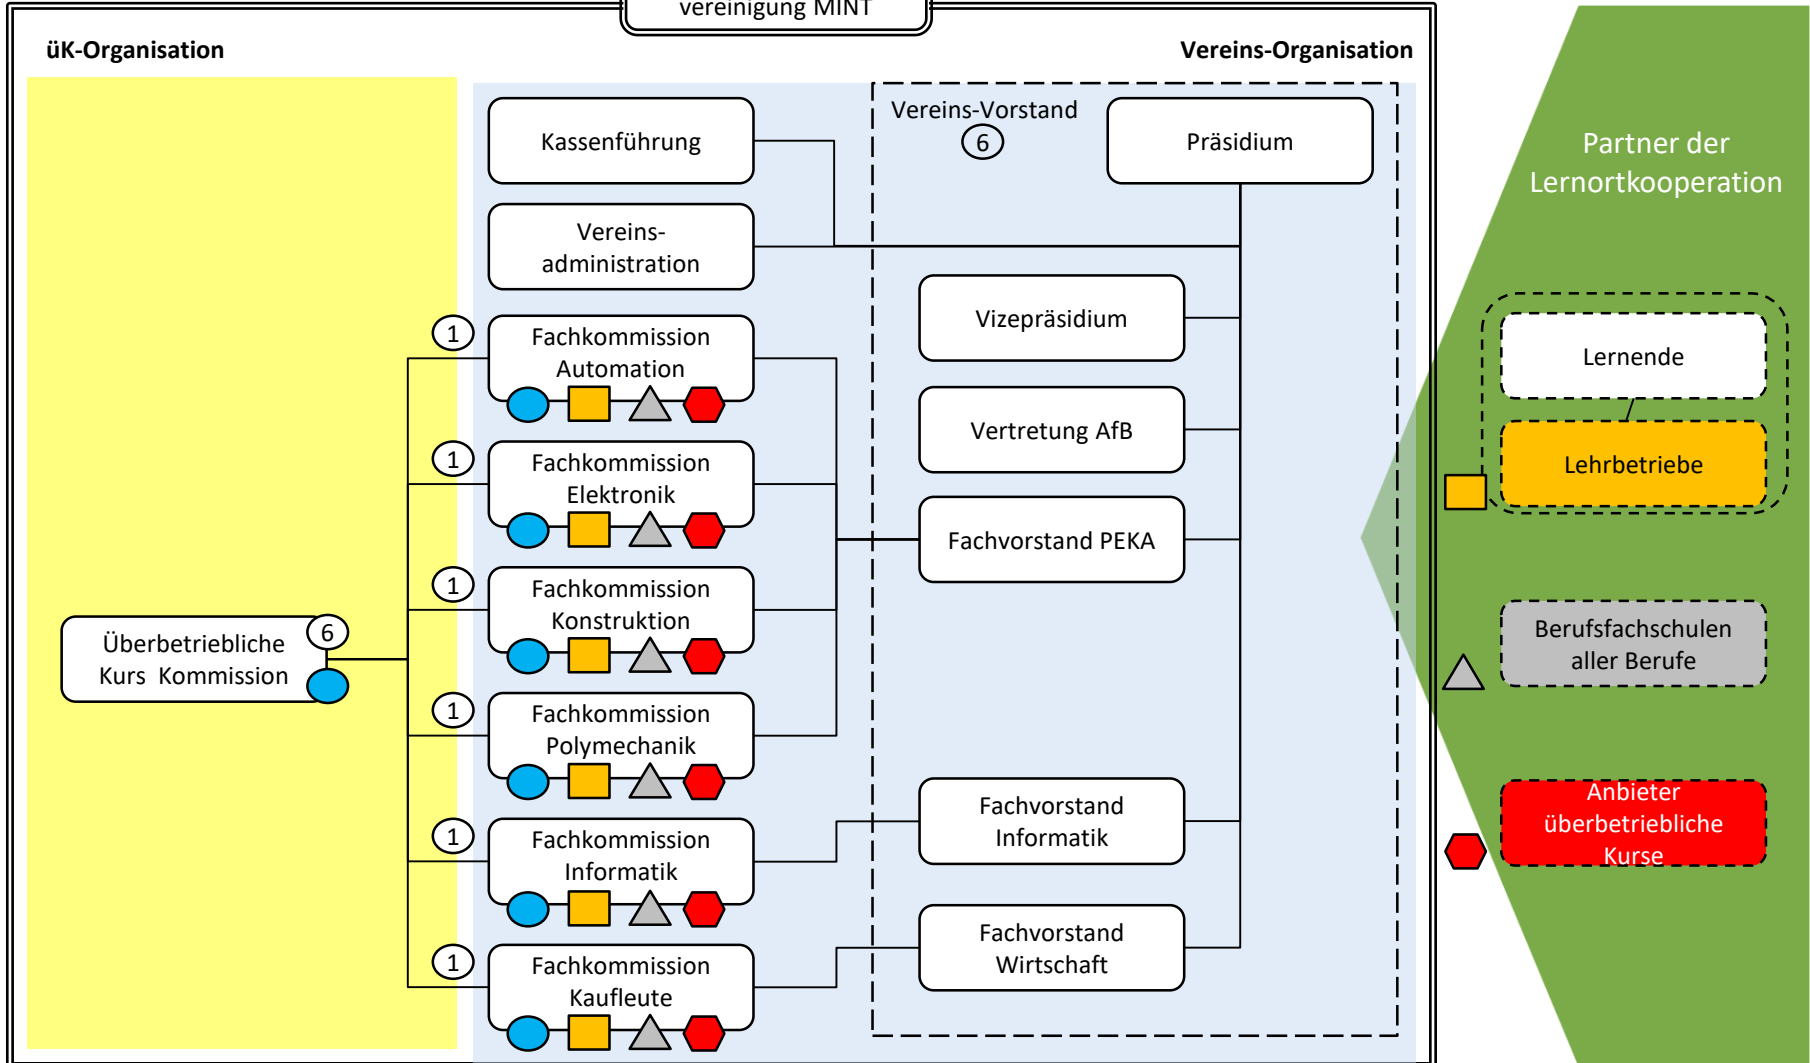 vereinigung MINT
üK-Organisation
Vereins-Organisation
Kassenführung
Vereins-Vorstand
6
Präsidium
Partner der
Lernortkooperation
Vereins-
administration
Vizepräsidium
1
Fachkommission
Automation
Lernende
Vertretung AfB
1
Fachkommission
Elektronik
Lehrbetriebe
Fachvorstand PEKA
1
Fachkommission
Konstruktion
Überbetriebliche
Kurs Kommission
6
Berufsfachschulen
aller Berufe
1
Fachkommission
Polymechanik
Fachvorstand
Informatik
Anbieter
überbetriebliche
Kurse
1
Fachkommission
Informatik
Fachvorstand
Wirtschaft
1
Fachkommission
Kaufleute